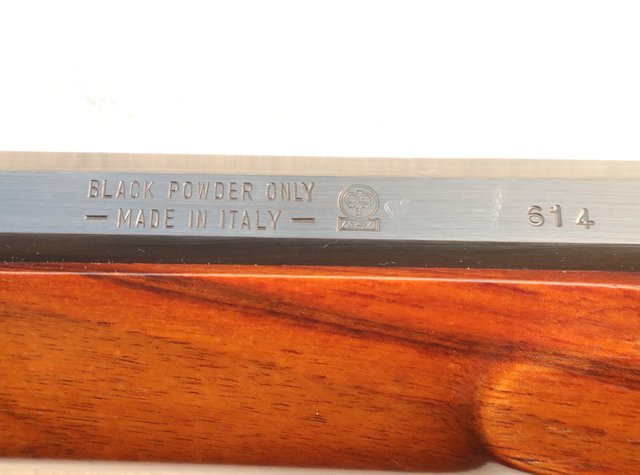 BLACK POWDER ONLY
— MADE IN ITALY —
614